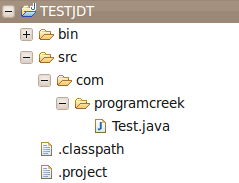 TESTJDT
bin
src
com
programcreek
Test.java
.classpath
.project